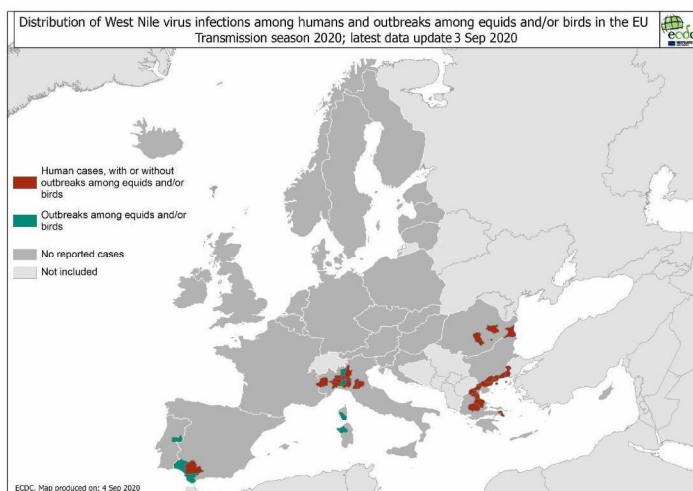 Distribution of West Nile virus infections among humans and outbreaks among equids and/or birds in the EU
Transmission season 2020; latest data update 3 Sep 2020
ecdc
Human cases, with or without
outbreaks among equids and/or
birds
Outbreaks among equids and/or
birds
No reported cases
Not included
ECDC. Map produced on: 4 Sep 2020